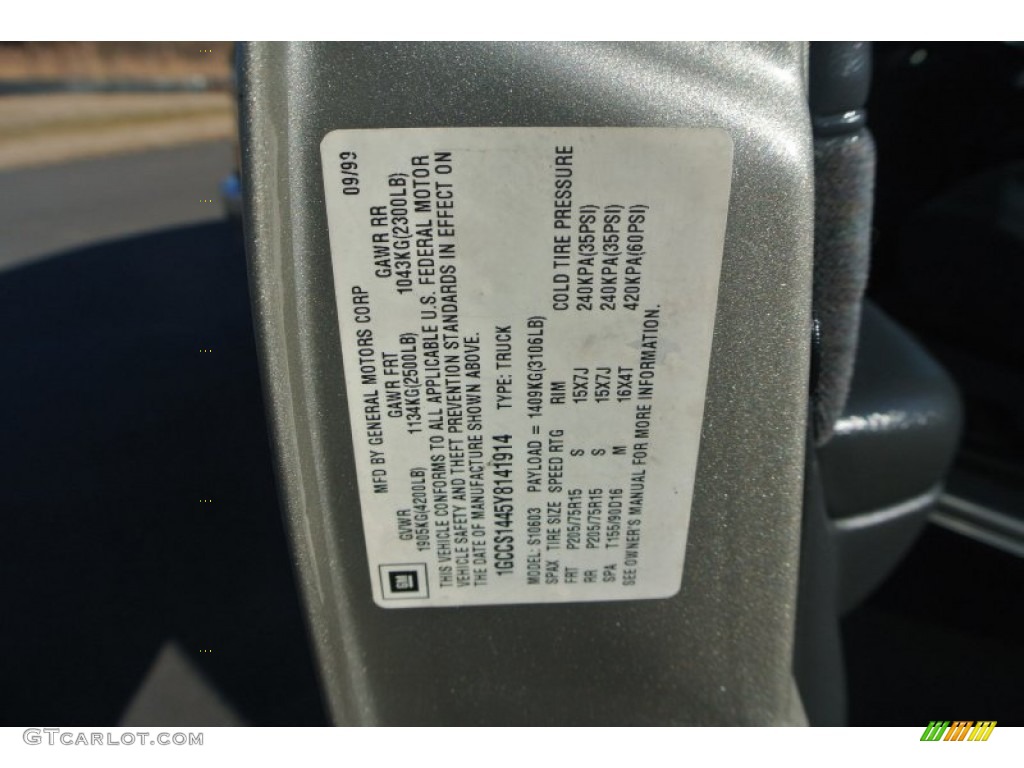 MFD BY GENERAL MOTORS CORP 09/99
GVWR GAWR FRT GAWR RR
1905KG(4200LB) 1134KG(2500LB) 1043KG(2300LB)
THIS VEHICLE CONFORMS TO ALL APPLICABLE U.S. FEDERAL MOTOR
VEHICLE SAFETY AND THEFT PREVENTION STANDARDS IN EFFECT ON
THE DATE OF MANUFACTURE SHOWN ABOVE.
1GCCS1445Y8141914 TYPE: TRUCK
MODEL: S10603 PAYLOAD = 1409KG(3106LB)
SPAX TIRE SIZE SPEED RTG RIM COLD TIRE PRESSURE
FRT P205/75R15 S 15X7J 240KPA(35PSI)
RR P205/75R15 S 15X7J 240KPA(35PSI)
SPA T155/90D16 M 16X4T 420KPA(60PSI)
SEE OWNER'S MANUAL FOR MORE INFORMATION.
GM
GTCarLot.com